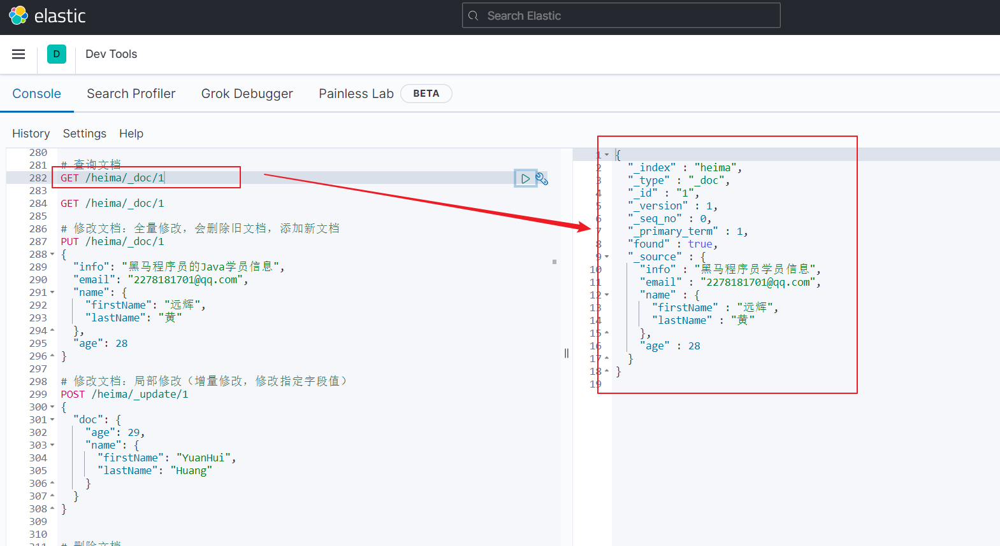 elastic
Search Elastic
D
Dev Tools
Console
Search Profiler
Grok Debugger
Painless Lab
BETA
History
Settings
Help
280
281 # 查询文档
282 GET /heima/_doc/1
283
284 GET /heima/_doc/1
285
286 # 修改文档：全量修改，会删除旧文档，添加新文档
287 PUT /heima/_doc/1
288 {
289 "info": "黑马程序员的Java学员信息",
290 "email": "2278181701@qq.com",
291 "name": {
292 "firstName": "远辉",
293 "lastName": "黄"
294 },
295 "age": 28
296 }
297
298 # 修改文档：局部修改（增量修改，修改指定字段值）
299 POST /heima/_update/1
300 {
301 "doc": {
302 "age": 29,
303 "name": {
304 "firstName": "YuanHui",
305 "lastName": "Huang"
306 }
307 }
308 }
309
310
311 # 删除文档
1 {
2 "_index" : "heima",
3 "_type" : "_doc",
4 "_id" : "1",
5 "_version" : 1,
6 "_seq_no" : 0,
7 "_primary_term" : 1,
8 "found" : true,
9 "_source" : {
10 "info" : "黑马程序员学员信息",
11 "email" : "2278181701@qq.com",
12 "name" : {
13 "firstName" : "远辉",
14 "lastName" : "黄"
15 },
16 "age" : 28
17 }
18 }
19